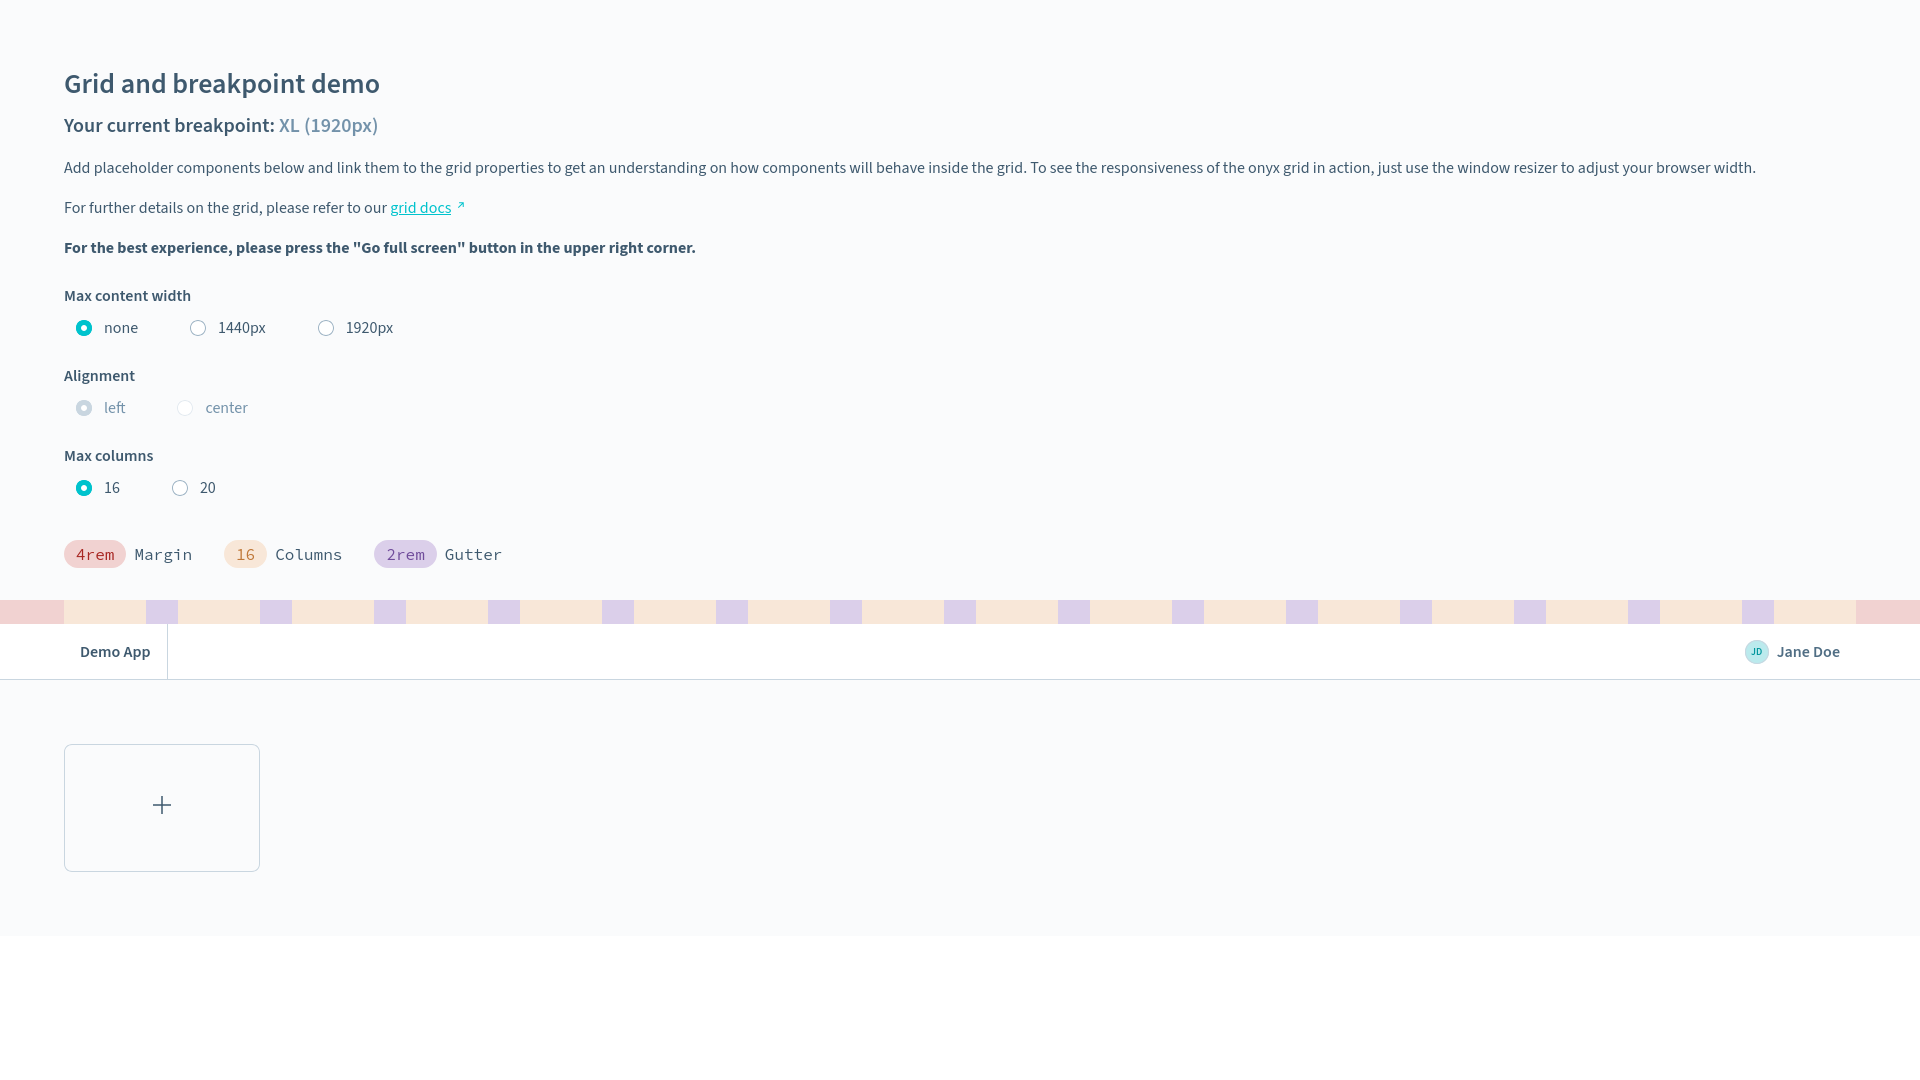 Grid and breakpoint demo
Your current breakpoint: XL (1920px)
Add placeholder components below and link them to the grid properties to get an understanding on how components will behave inside the grid. To see the responsiveness of the onyx grid in action, just use the window resizer to adjust your browser width.
For further details on the grid, please refer to our grid docs
For the best experience, please press the "Go full screen" button in the upper right corner.
Max content width
none 1440px 1920px
Alignment
left center
Max columns
16 20
4rem Margin 16 Columns 2rem Gutter
Demo App JD Jane Doe